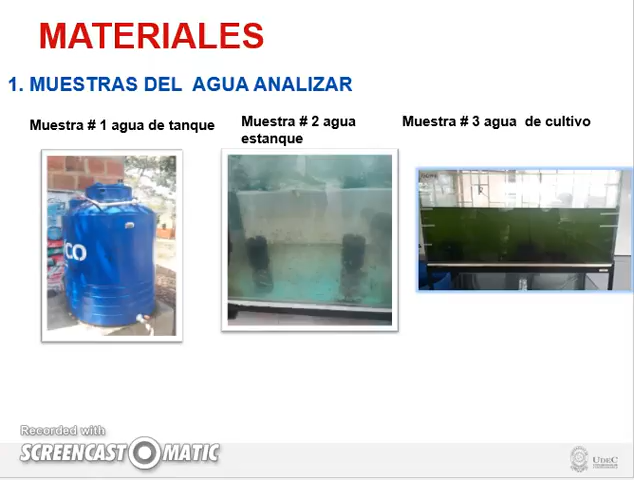 MATERIALES
1. MUESTRAS DEL AGUA ANALIZAR
Muestra # 1 agua de tanque
Muestra # 2 agua
estanque
Muestra # 3 agua de cultivo
CO
Recorded with
SCREENCAST MATIC
UDEC